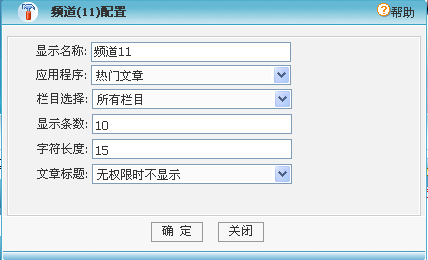 频道(11)配置 帮助
显示名称: 频道11
应用程序: 热门文章
栏目选择: 所有栏目
显示条数: 10
字符长度: 15
文章标题: 无权限时不显示
确 定 关闭